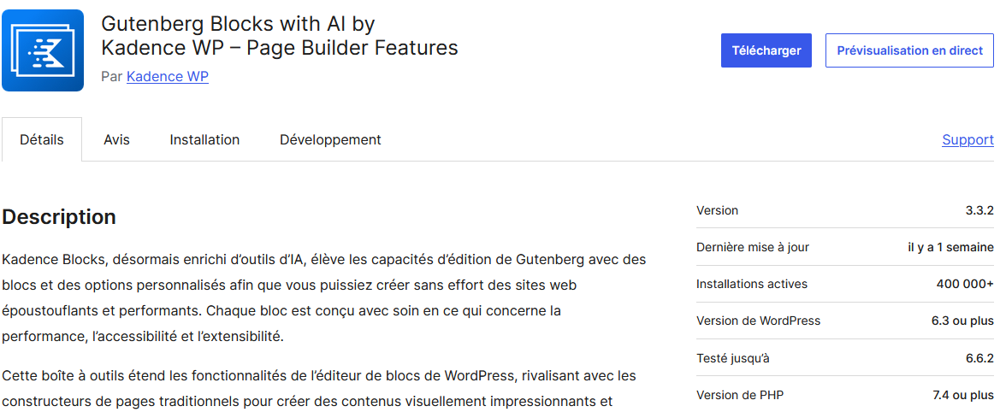 Gutenberg Blocks with AI by
Kadence WP – Page Builder Features
Par Kadence WP
Télécharger
Prévisualisation en direct
Détails
Avis
Installation
Développement
Support
Description
Kadence Blocks, désormais enrichi d’outils d’IA, élève les capacités d’édition de Gutenberg avec des
blocs et des options personnalisés afin que vous puissiez créer sans effort des sites web
époustouflants et performants. Chaque bloc est conçu avec soin en ce qui concerne la
performance, l’accessibilité et l’extensibilité.
Cette boîte à outils étend les fonctionnalités de l’éditeur de blocs de WordPress, rivalisant avec les
constructeurs de pages traditionnels pour créer des contenus visuellement impressionnants et
Version 3.3.2
Dernière mise à jour il y a 1 semaine
Installations actives 400 000+
Version de WordPress 6.3 ou plus
Testé jusqu’à 6.6.2
Version de PHP 7.4 ou plus